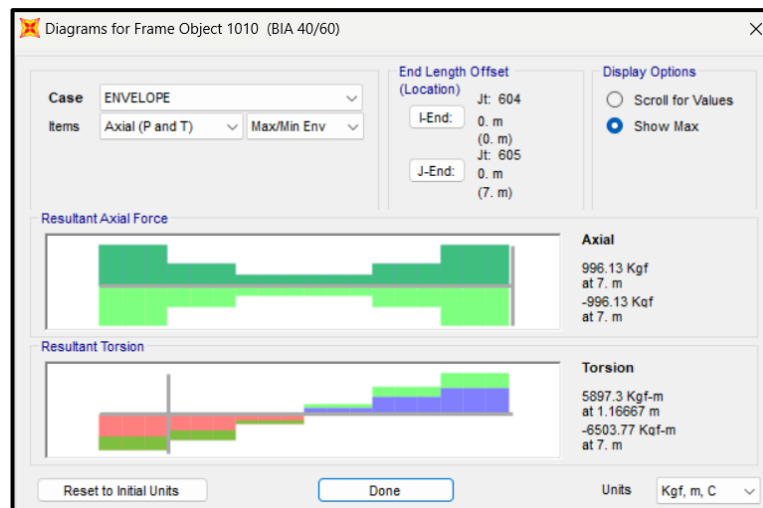 Diagrams for Frame Object 1010 (BIA 40/60)
Case ENVELOPE
Items Axial (P and T) Max/Min Env
End Length Offset
(Location)
I-End:
Jt: 604
0. m
(0. m)
J-End:
Jt: 605
0. m
(7. m)
Display Options
Scroll for Values
Show Max
Resultant Axial Force
Axial
996.13 Kgf
at 7. m
-996.13 Kgf
at 7. m
Resultant Torsion
Torsion
5897.3 Kgf-m
at 1.16667 m
-6503.77 Kgf-m
at 7. m
Reset to Initial Units
Done
Units Kgf, m, C